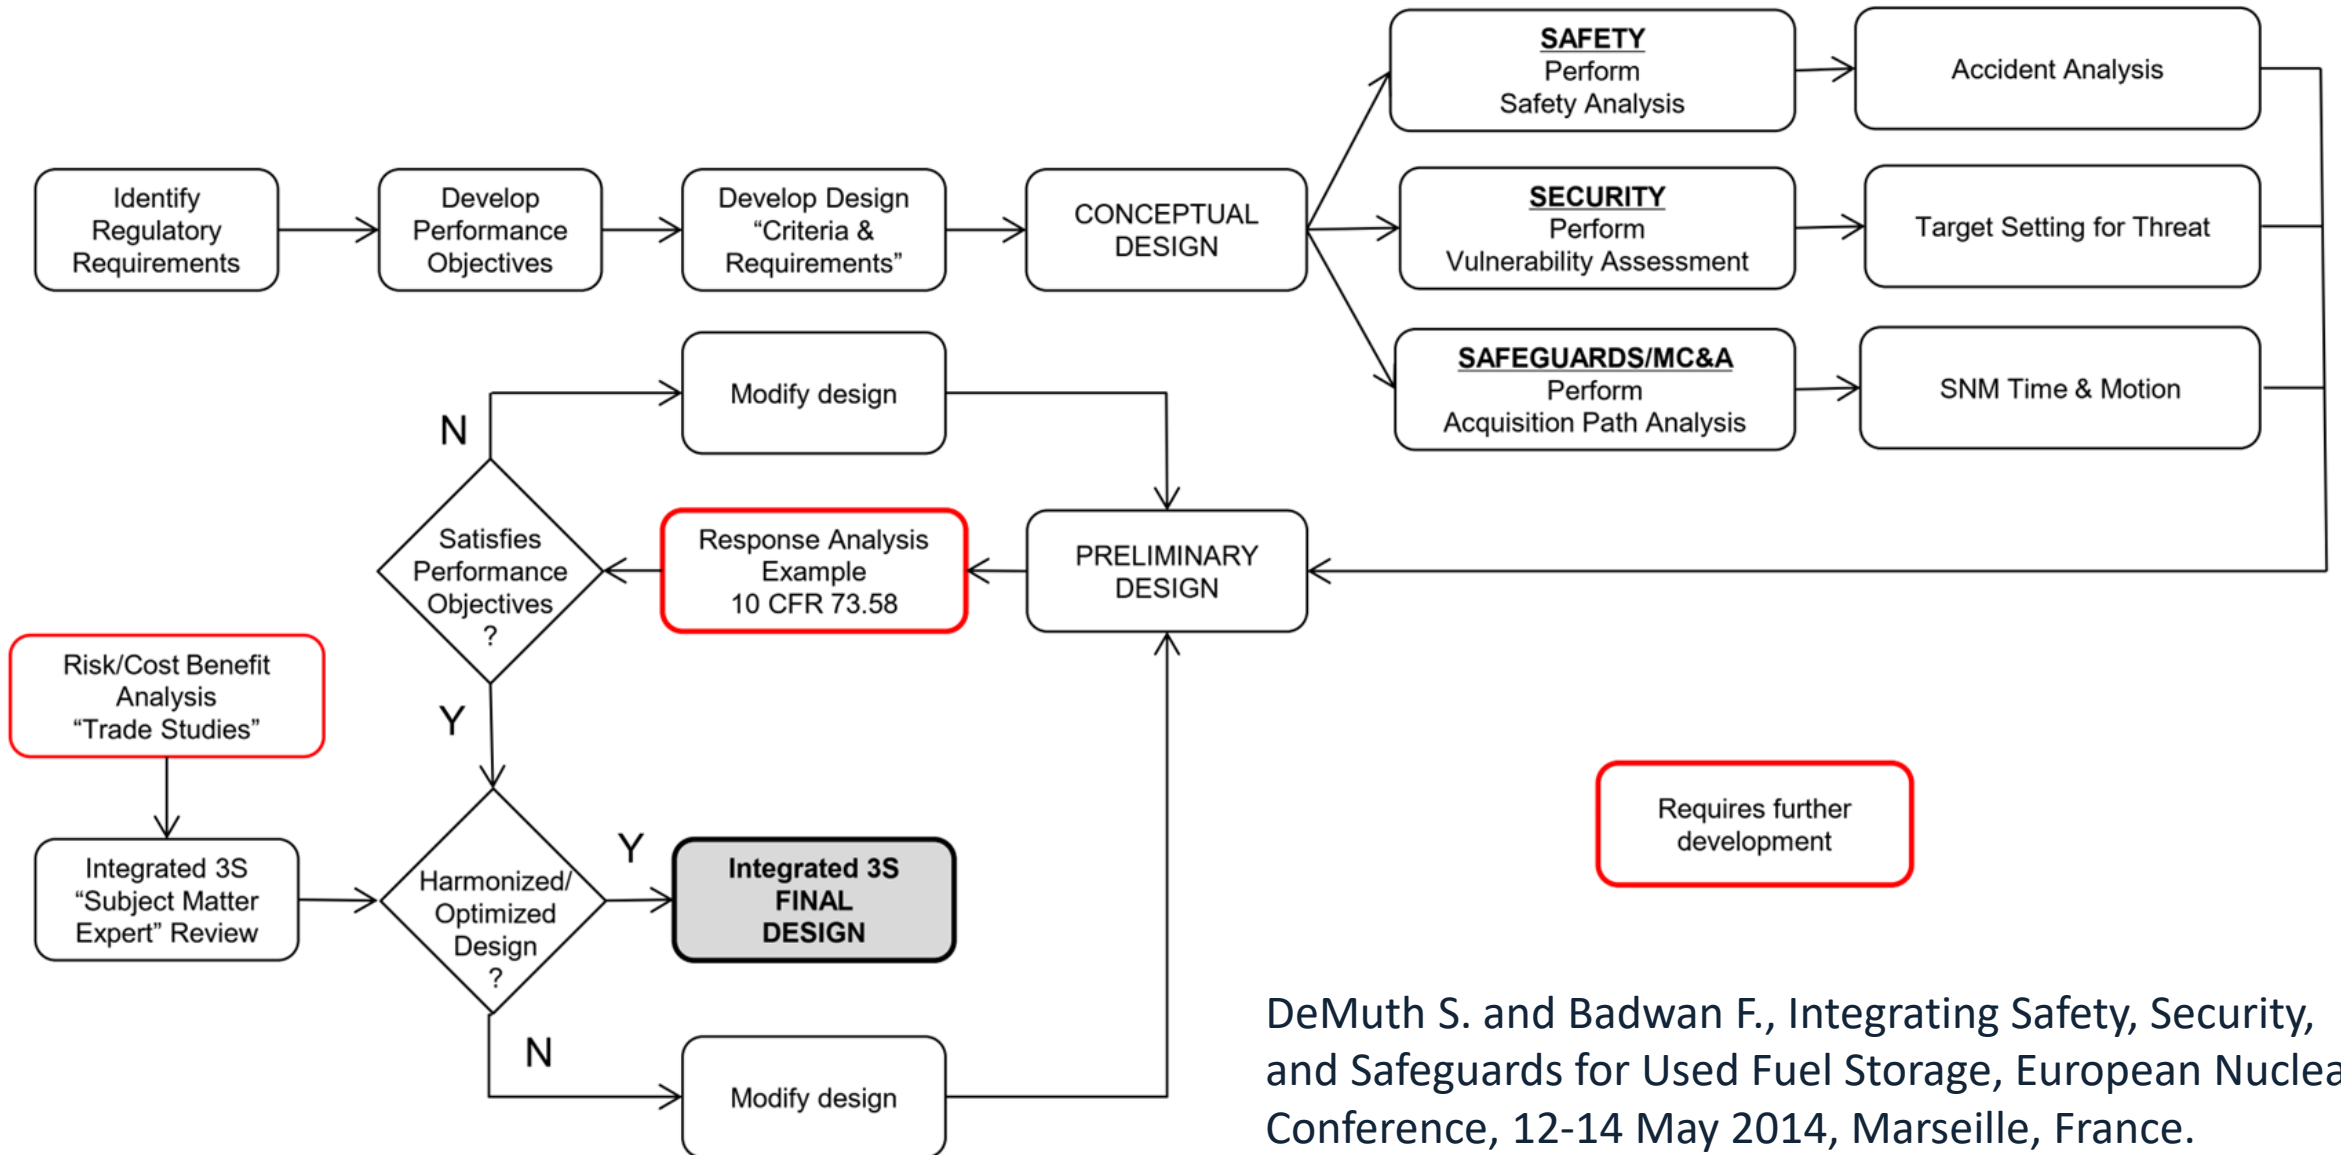 SAFETY
Perform
Safety Analysis
Accident Analysis
Identify
Regulatory
Requirements
Develop
Performance
Objectives
Develop Design
“Criteria &
Requirements”
CONCEPTUAL
DESIGN
SECURITY
Perform
Vulnerability Assessment
Target Setting for Threat
SAFEGUARDS/MC&A
Perform
Acquisition Path Analysis
SNM Time & Motion
Modify design
N
Satisfies
Performance
Objectives
?
Response Analysis
Example
10 CFR 73.58
PRELIMINARY
DESIGN
Risk/Cost Benefit
Analysis
“Trade Studies”
Y
Integrated 3S
“Subject Matter
Expert” Review
Harmonized/
Optimized
Design
?
Y
Integrated 3S
FINAL
DESIGN
Requires further
development
N
Modify design
DeMuth S. and Badwan F., Integrating Safety, Security,
and Safeguards for Used Fuel Storage, European Nuclea
Conference, 12-14 May 2014, Marseille, France.